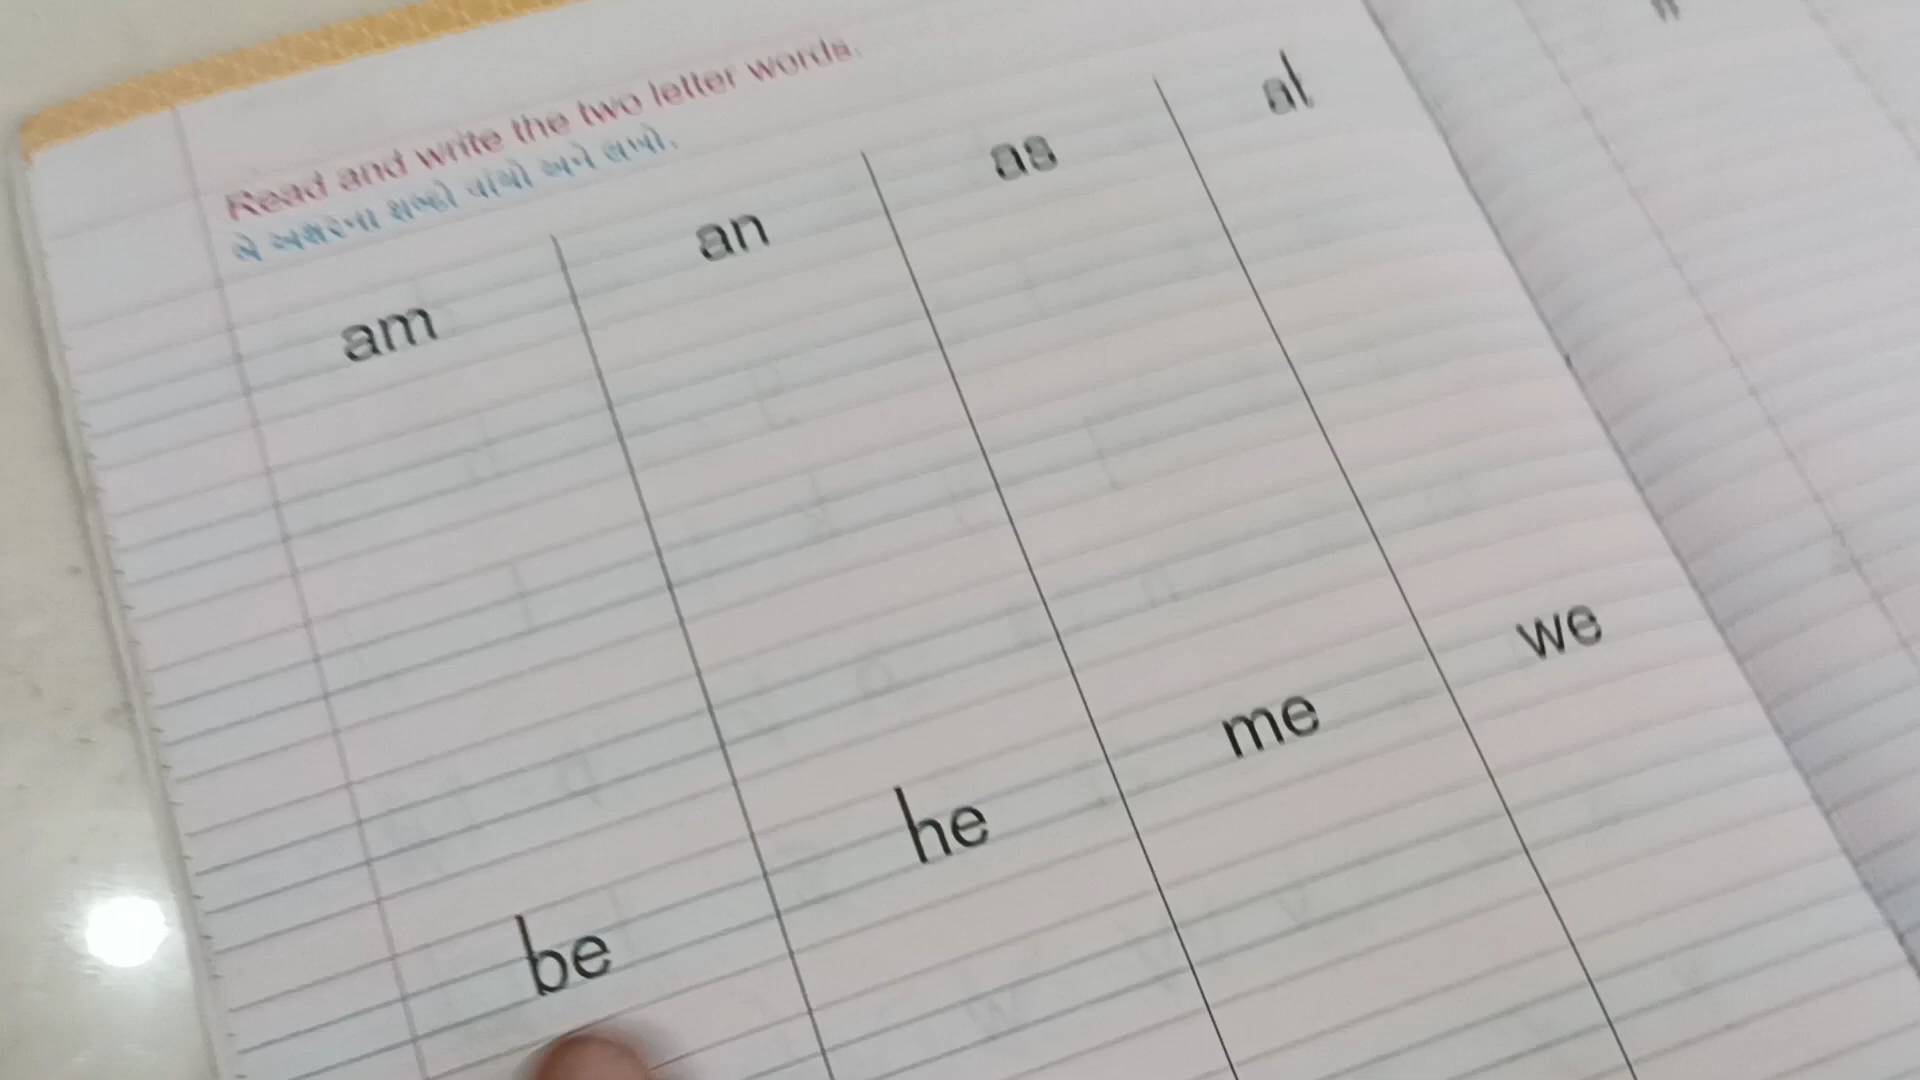 Read and write the two letter words.
બે અક્ષરના શબ્દો વાંચો અને લખો.
am an as at
be he me we